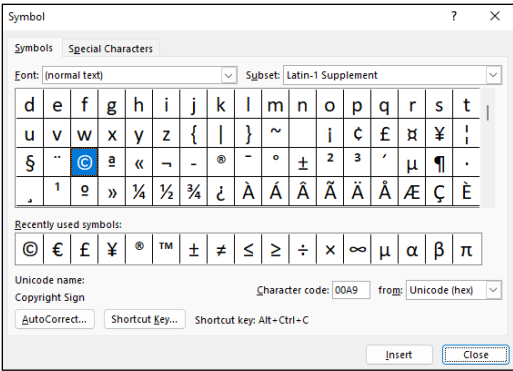 Symbol ? ×
Symbols Special Characters
Font: (normal text) Subset: Latin-1 Supplement
d e f g h i j k l m n o p q r s t
u v w x y z { | } ~ ¡ ¢ £ ¤ ¥ ¦
§ ¨ © ª « ¬ - ® ¯ ° ± ² ³ ´ µ ¶ ·
¸ ¹ º » ¼ ½ ¾ ¿ À Á Â Ã Ä Å Æ Ç È
Recently used symbols:
© € £ ¥ ® ™ ± ≠ ≤ ≥ ÷ × ∞ µ α β π
Unicode name:
Copyright Sign
Character code: 00A9 from: Unicode (hex)
AutoCorrect... Shortcut Key... Shortcut key: Alt+Ctrl+C
Insert Close